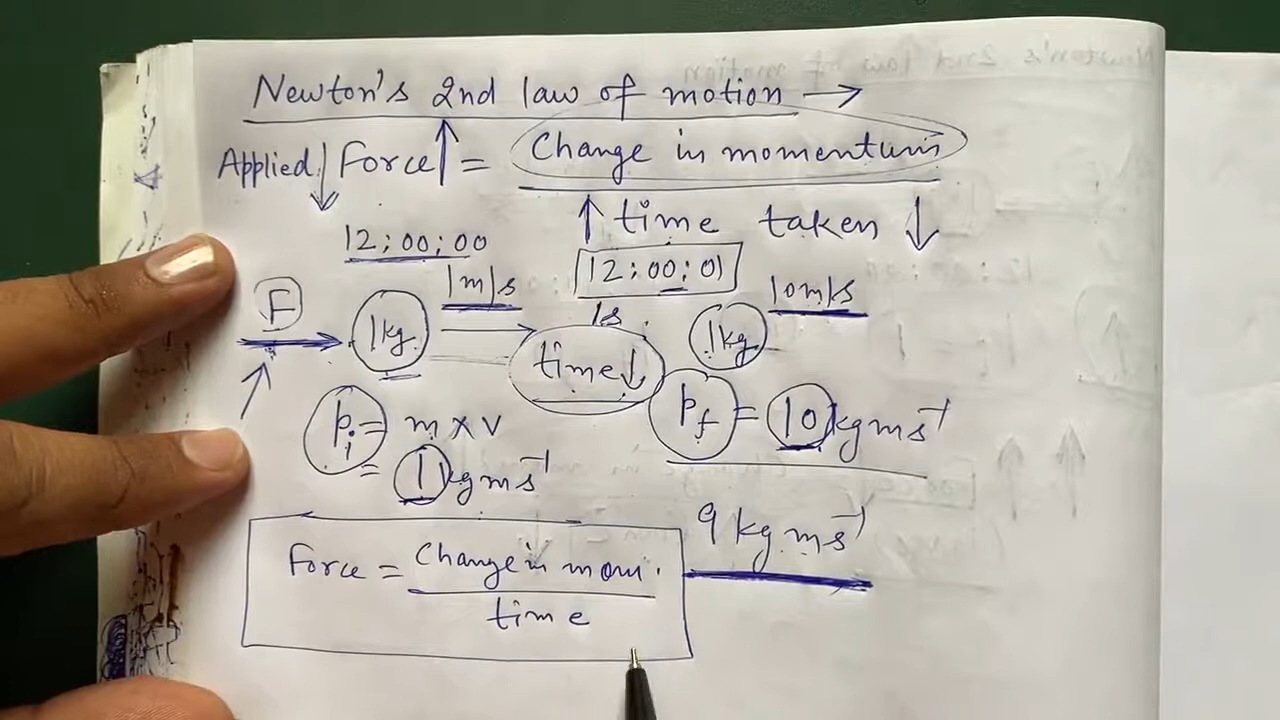 Newton's 2nd law of motion →
Applied ↓ Force ↑ = Change in momentum
↑ time taken ↓
12:00:00
12:00:01
F
1kg
1m/s
1s
time ↓
1kg
10m/s
pi = m x v
= 1 kgms⁻¹
pf = 10 kgms⁻¹
9 kgms⁻¹
Force = Change in mom.
time